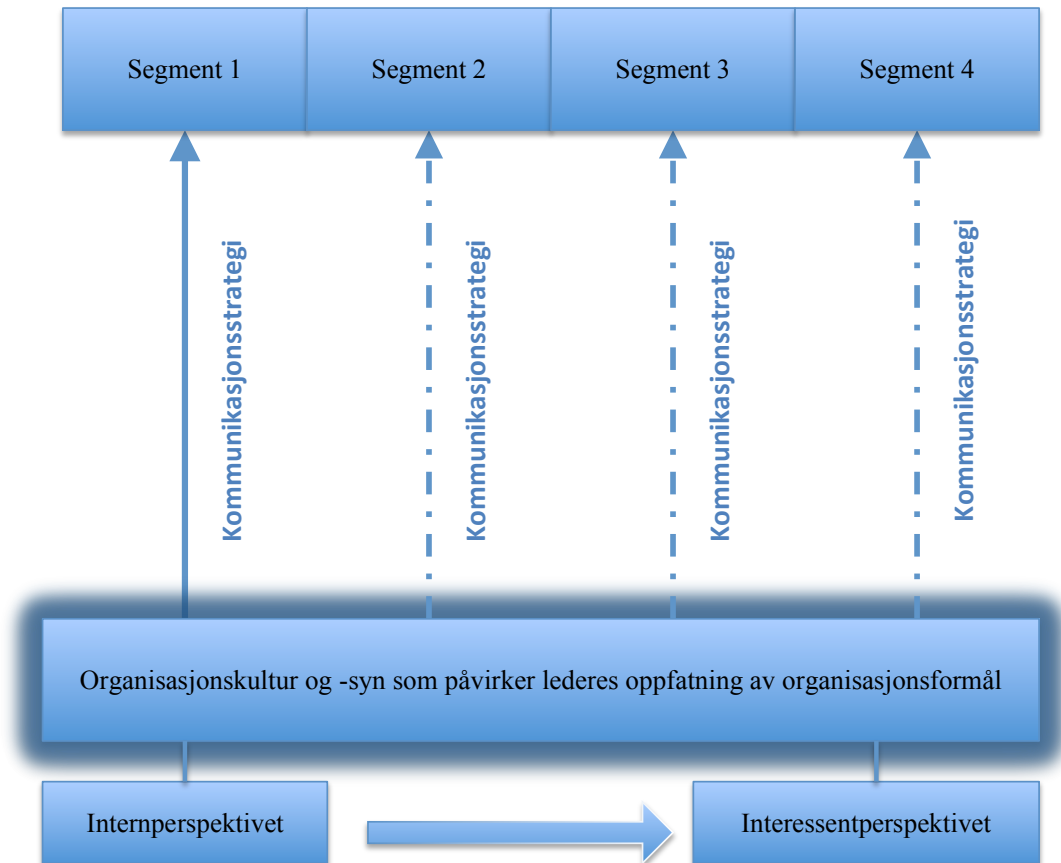 Segment 1
Segment 2
Segment 3
Segment 4
Kommunikasjonsstrategi
Kommunikasjonsstrategi
Kommunikasjonsstrategi
Kommunikasjonsstrategi
Organisasjonskultur og -syn som påvirker lederes oppfatning av organisasjonsformål
Internperspektivet
Interessentperspektivet